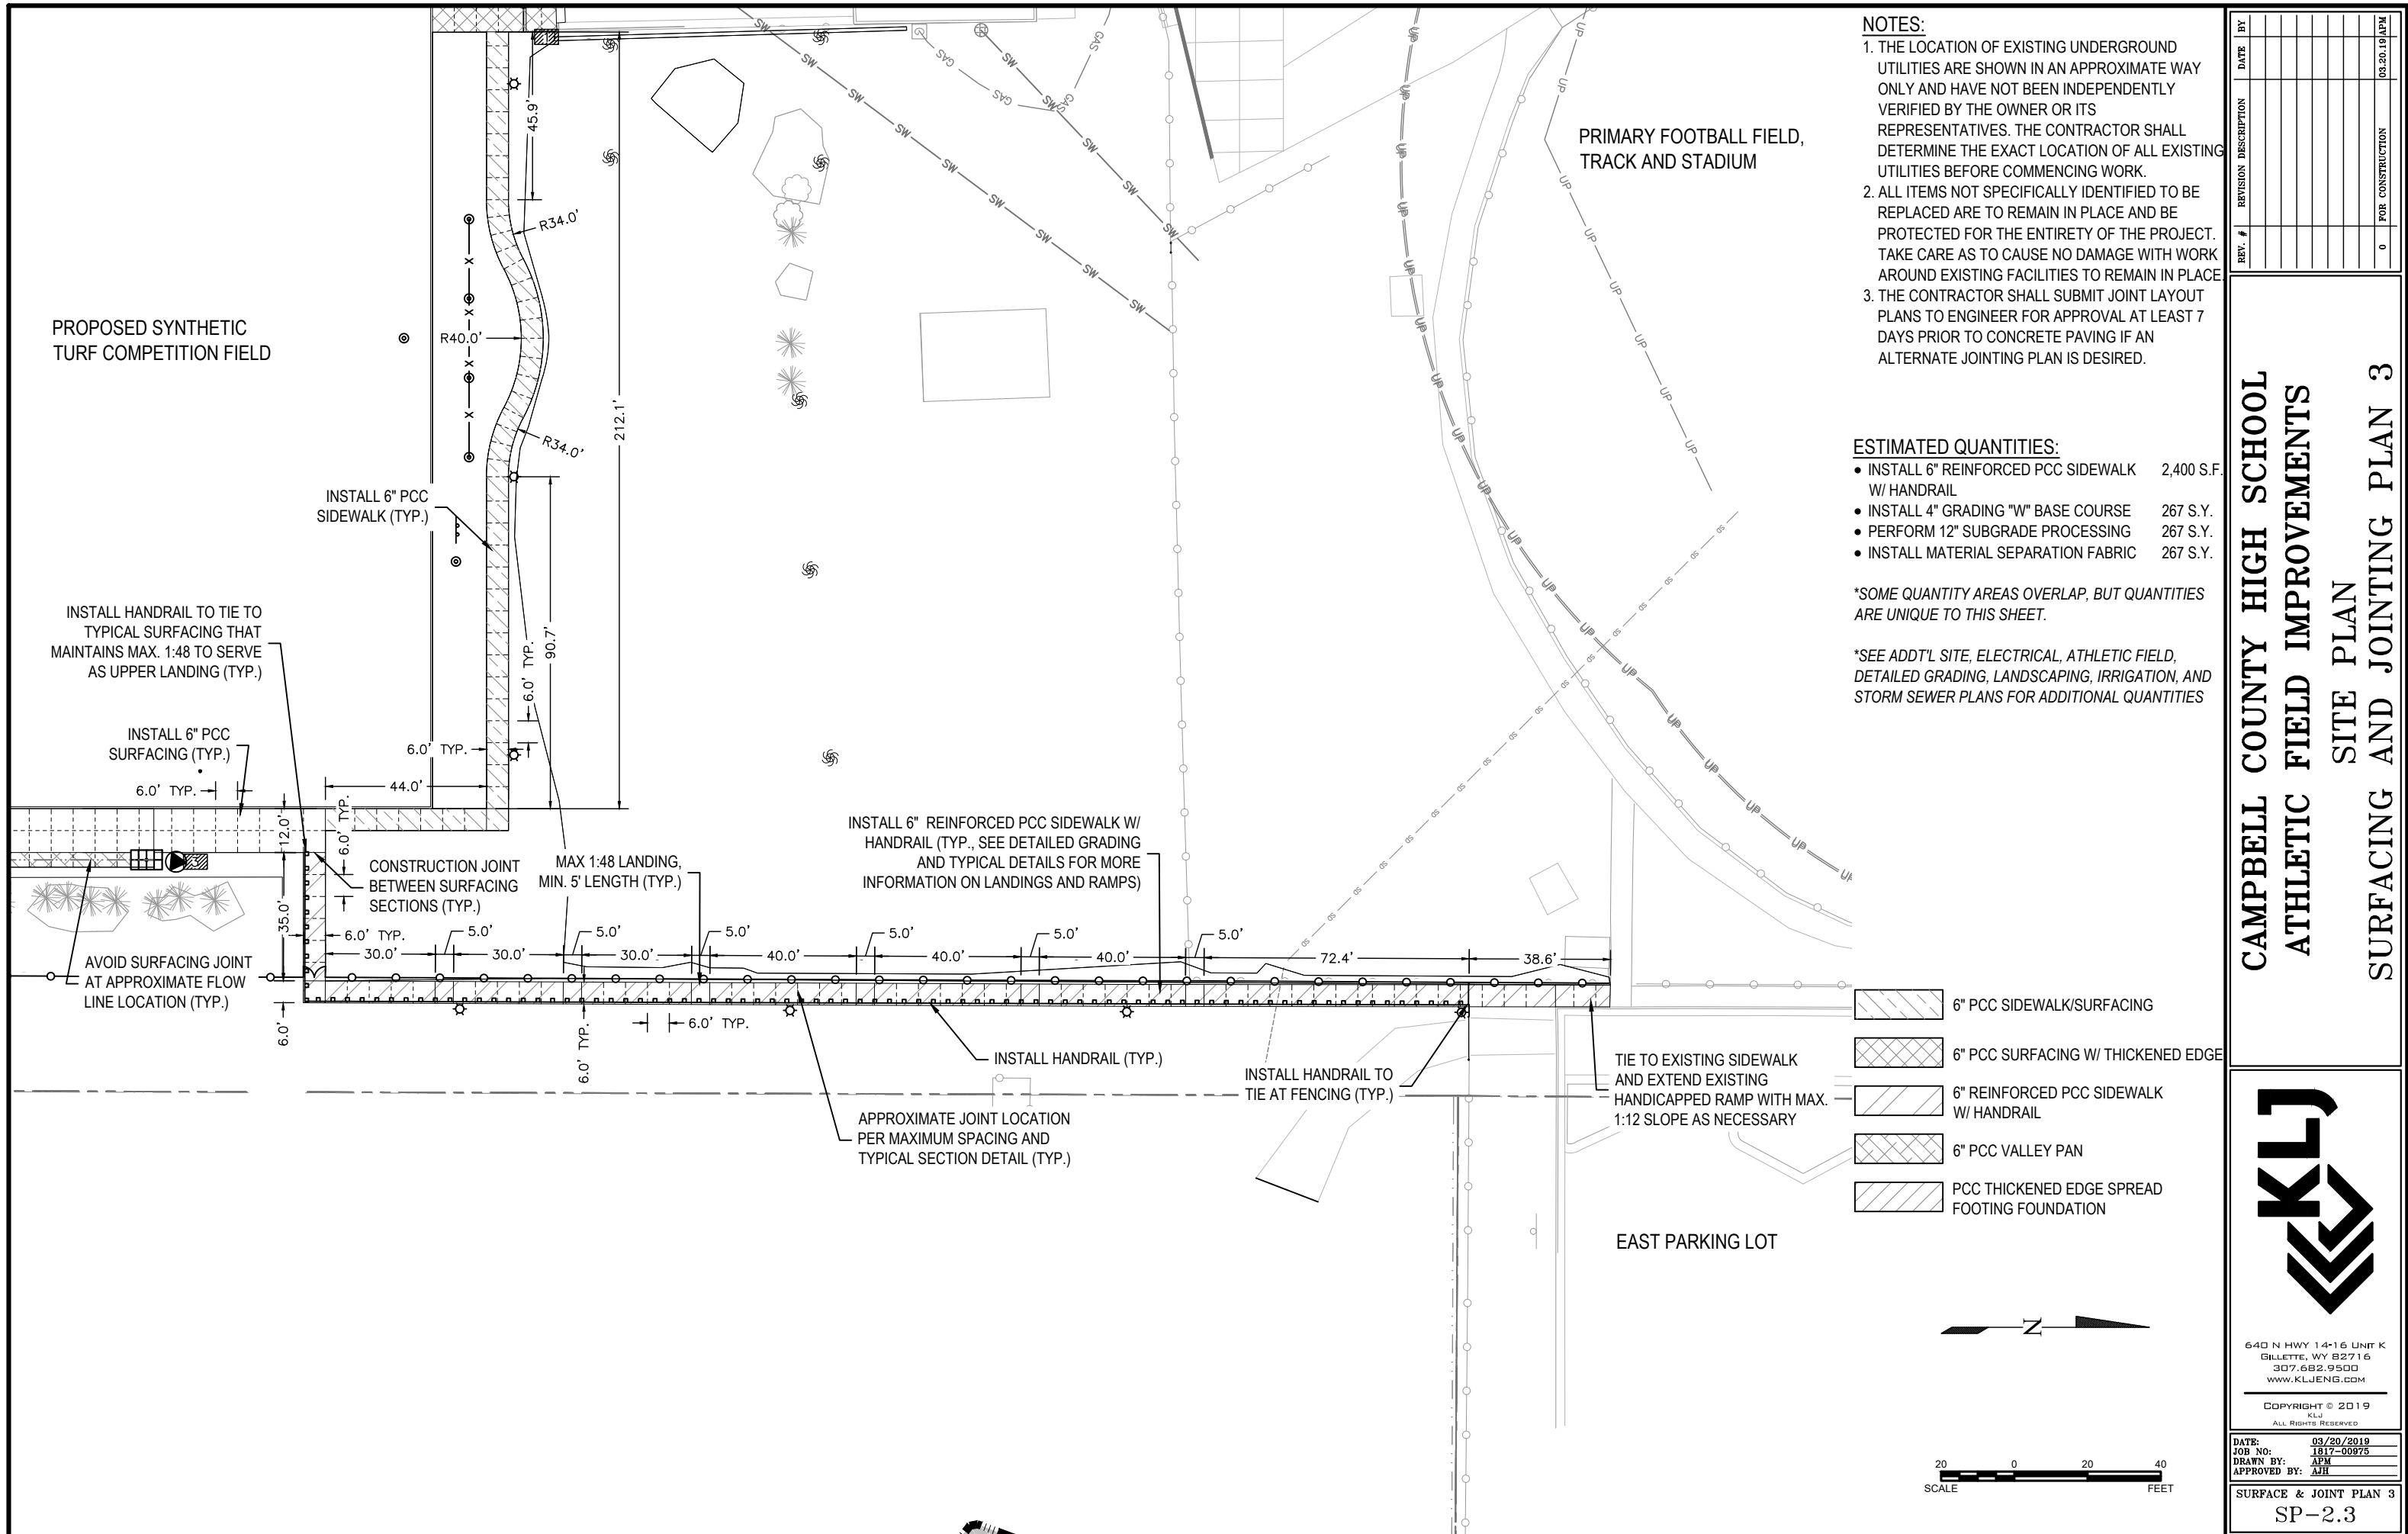 NOTES:
1. THE LOCATION OF EXISTING UNDERGROUND
UTILITIES ARE SHOWN IN AN APPROXIMATE WAY
ONLY AND HAVE NOT BEEN INDEPENDENTLY
VERIFIED BY THE OWNER OR ITS
REPRESENTATIVES. THE CONTRACTOR SHALL
DETERMINE THE EXACT LOCATION OF ALL EXISTING
UTILITIES BEFORE COMMENCING WORK.
2. ALL ITEMS NOT SPECIFICALLY IDENTIFIED TO BE
REPLACED ARE TO REMAIN IN PLACE AND BE
PROTECTED FOR THE ENTIRETY OF THE PROJECT.
TAKE CARE AS TO CAUSE NO DAMAGE WITH WORK
AROUND EXISTING FACILITIES TO REMAIN IN PLACE.
3. THE CONTRACTOR SHALL SUBMIT JOINT LAYOUT
PLANS TO ENGINEER FOR APPROVAL AT LEAST 7
DAYS PRIOR TO CONCRETE PAVING IF AN
ALTERNATE JOINTING PLAN IS DESIRED.
ESTIMATED QUANTITIES:
• INSTALL 6" REINFORCED PCC SIDEWALK 2,400 S.F.
W/ HANDRAIL
• INSTALL 4" GRADING "W" BASE COURSE 267 S.Y.
• PERFORM 12" SUBGRADE PROCESSING 267 S.Y.
• INSTALL MATERIAL SEPARATION FABRIC 267 S.Y.
*SOME QUANTITY AREAS OVERLAP, BUT QUANTITIES
ARE UNIQUE TO THIS SHEET.
*SEE ADDT'L SITE, ELECTRICAL, ATHLETIC FIELD,
DETAILED GRADING, LANDSCAPING, IRRIGATION, AND
STORM SEWER PLANS FOR ADDITIONAL QUANTITIES
PRIMARY FOOTBALL FIELD,
TRACK AND STADIUM
PROPOSED SYNTHETIC
TURF COMPETITION FIELD
45.9'
R34.0'
R40.0'
R34.0'
212.1'
90.7'
6.0' TYP.
6.0' TYP.
44.0'
INSTALL 6" PCC
SIDEWALK (TYP.)
INSTALL HANDRAIL TO TIE TO
TYPICAL SURFACING THAT
MAINTAINS MAX. 1:48 TO SERVE
AS UPPER LANDING (TYP.)
INSTALL 6" PCC
SURFACING (TYP.)
6.0' TYP.
12.0'
6.0' TYP.
35.0'
6.0' TYP.
6.0'
CONSTRUCTION JOINT
BETWEEN SURFACING
SECTIONS (TYP.)
MAX 1:48 LANDING,
MIN. 5' LENGTH (TYP.)
INSTALL 6" REINFORCED PCC SIDEWALK W/
HANDRAIL (TYP., SEE DETAILED GRADING
AND TYPICAL DETAILS FOR MORE
INFORMATION ON LANDINGS AND RAMPS)
AVOID SURFACING JOINT
AT APPROXIMATE FLOW
LINE LOCATION (TYP.)
30.0' 5.0' 30.0' 5.0' 30.0' 5.0' 40.0' 5.0' 40.0' 5.0' 40.0' 5.0' 72.4' 38.6'
6.0' TYP.
6.0' TYP.
INSTALL HANDRAIL (TYP.)
APPROXIMATE JOINT LOCATION
PER MAXIMUM SPACING AND
TYPICAL SECTION DETAIL (TYP.)
INSTALL HANDRAIL TO
TIE AT FENCING (TYP.)
TIE TO EXISTING SIDEWALK
AND EXTEND EXISTING
HANDICAPPED RAMP WITH MAX.
1:12 SLOPE AS NECESSARY
EAST PARKING LOT
6" PCC SIDEWALK/SURFACING
6" PCC SURFACING W/ THICKENED EDGE
6" REINFORCED PCC SIDEWALK
W/ HANDRAIL
6" PCC VALLEY PAN
PCC THICKENED EDGE SPREAD
FOOTING FOUNDATION
N
20 0 20 40
SCALE FEET
REV. # REVISION DESCRIPTION DATE BY
0 FOR CONSTRUCTION 03.20.19 APM
CAMPBELL COUNTY HIGH SCHOOL
ATHLETIC FIELD IMPROVEMENTS
SITE PLAN
SURFACING AND JOINTING PLAN 3
KLJ
640 N HWY 14-16 UNIT K
GILLETTE, WY 82716
307.682.9500
WWW.KLJENG.COM
COPYRIGHT © 2019
KLJ
ALL RIGHTS RESERVED
DATE: 03/20/2019
JOB NO: 1817-00975
DRAWN BY: APM
APPROVED BY: AJH
SURFACE & JOINT PLAN 3
SP-2.3